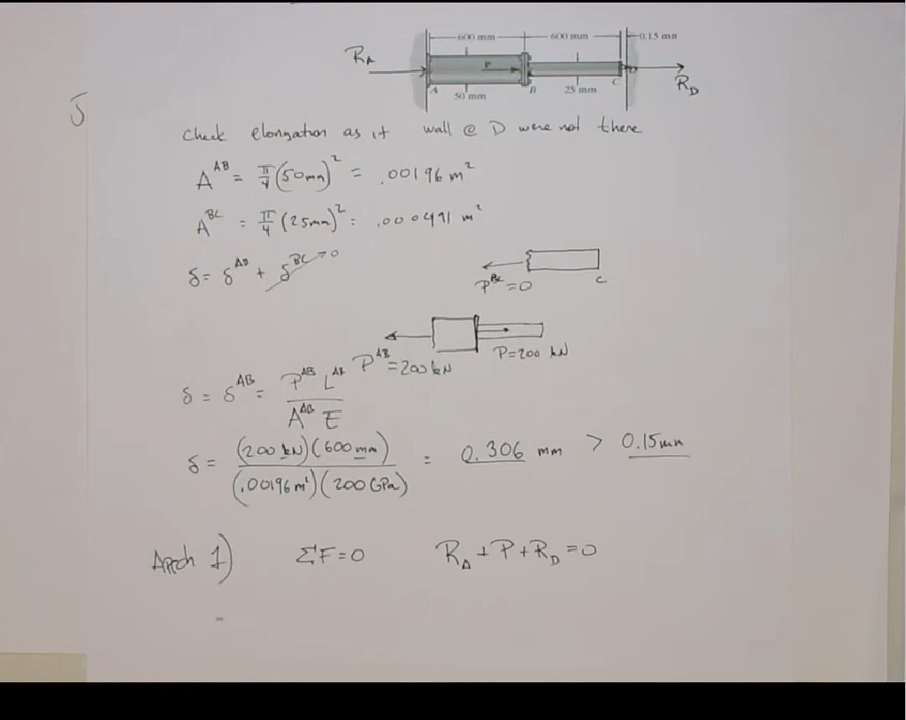 600 mm 600 mm 0.15 mm
R_A P R_D
A B C D
50 mm 25 mm
5
Check elongation as if wall @ D were not there
A^AB = π/4 (50mm)² = .00196 m²
A^BC = π/4 (25mm)² = .000491 m²
δ = δ^AB + δ^BC → 0
P^BC = 0 C
P^AB = 200 kN P = 200 kN
δ = δ^AB = P^AB L^AB / A^AB E
δ = (200 kN)(600 mm) / (.00196 m²)(200 GPa) = 0.306 mm > 0.15mm
1) ΣF = 0 R_A + P + R_D = 0